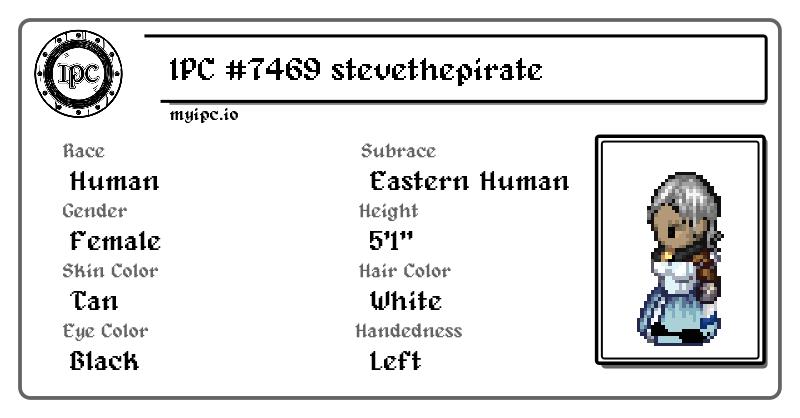 IPC
IPC #7469 stevethepirate
myipc.io
Race
Human
Subrace
Eastern Human
Gender
Female
Height
5'1"
Skin Color
Tan
Hair Color
White
Eye Color
Black
Handedness
Left